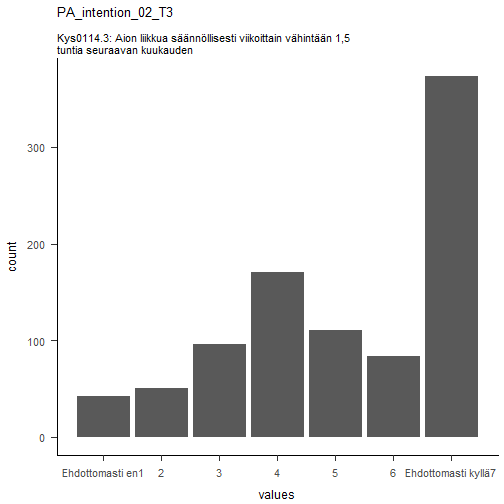 PA_intention_02_T3
Kys0114.3: Aion liikkua säännöllisesti viikoittain vähintään 1,5
tuntia seuraavan kuukauden
300
200
100
0
count
Ehdottomasti en1 2 3 4 5 6 Ehdottomasti kyllä7
values